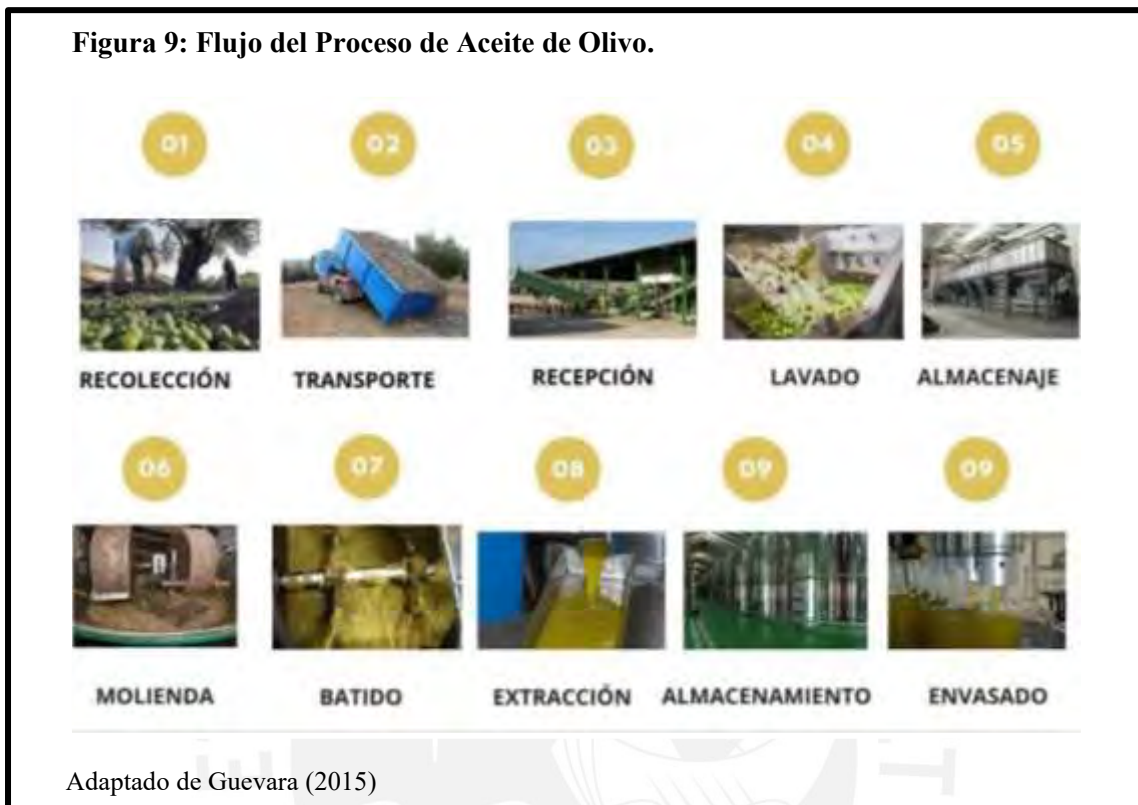 Figura 9: Flujo del Proceso de Aceite de Olivo.
01 02 03 04 05
RECOLECCIÓN TRANSPORTE RECEPCIÓN LAVADO ALMACENAJE
06 07 08 09 09
MOLIENDA BATIDO EXTRACCIÓN ALMACENAMIENTO ENVASADO
Adaptado de Guevara (2015)